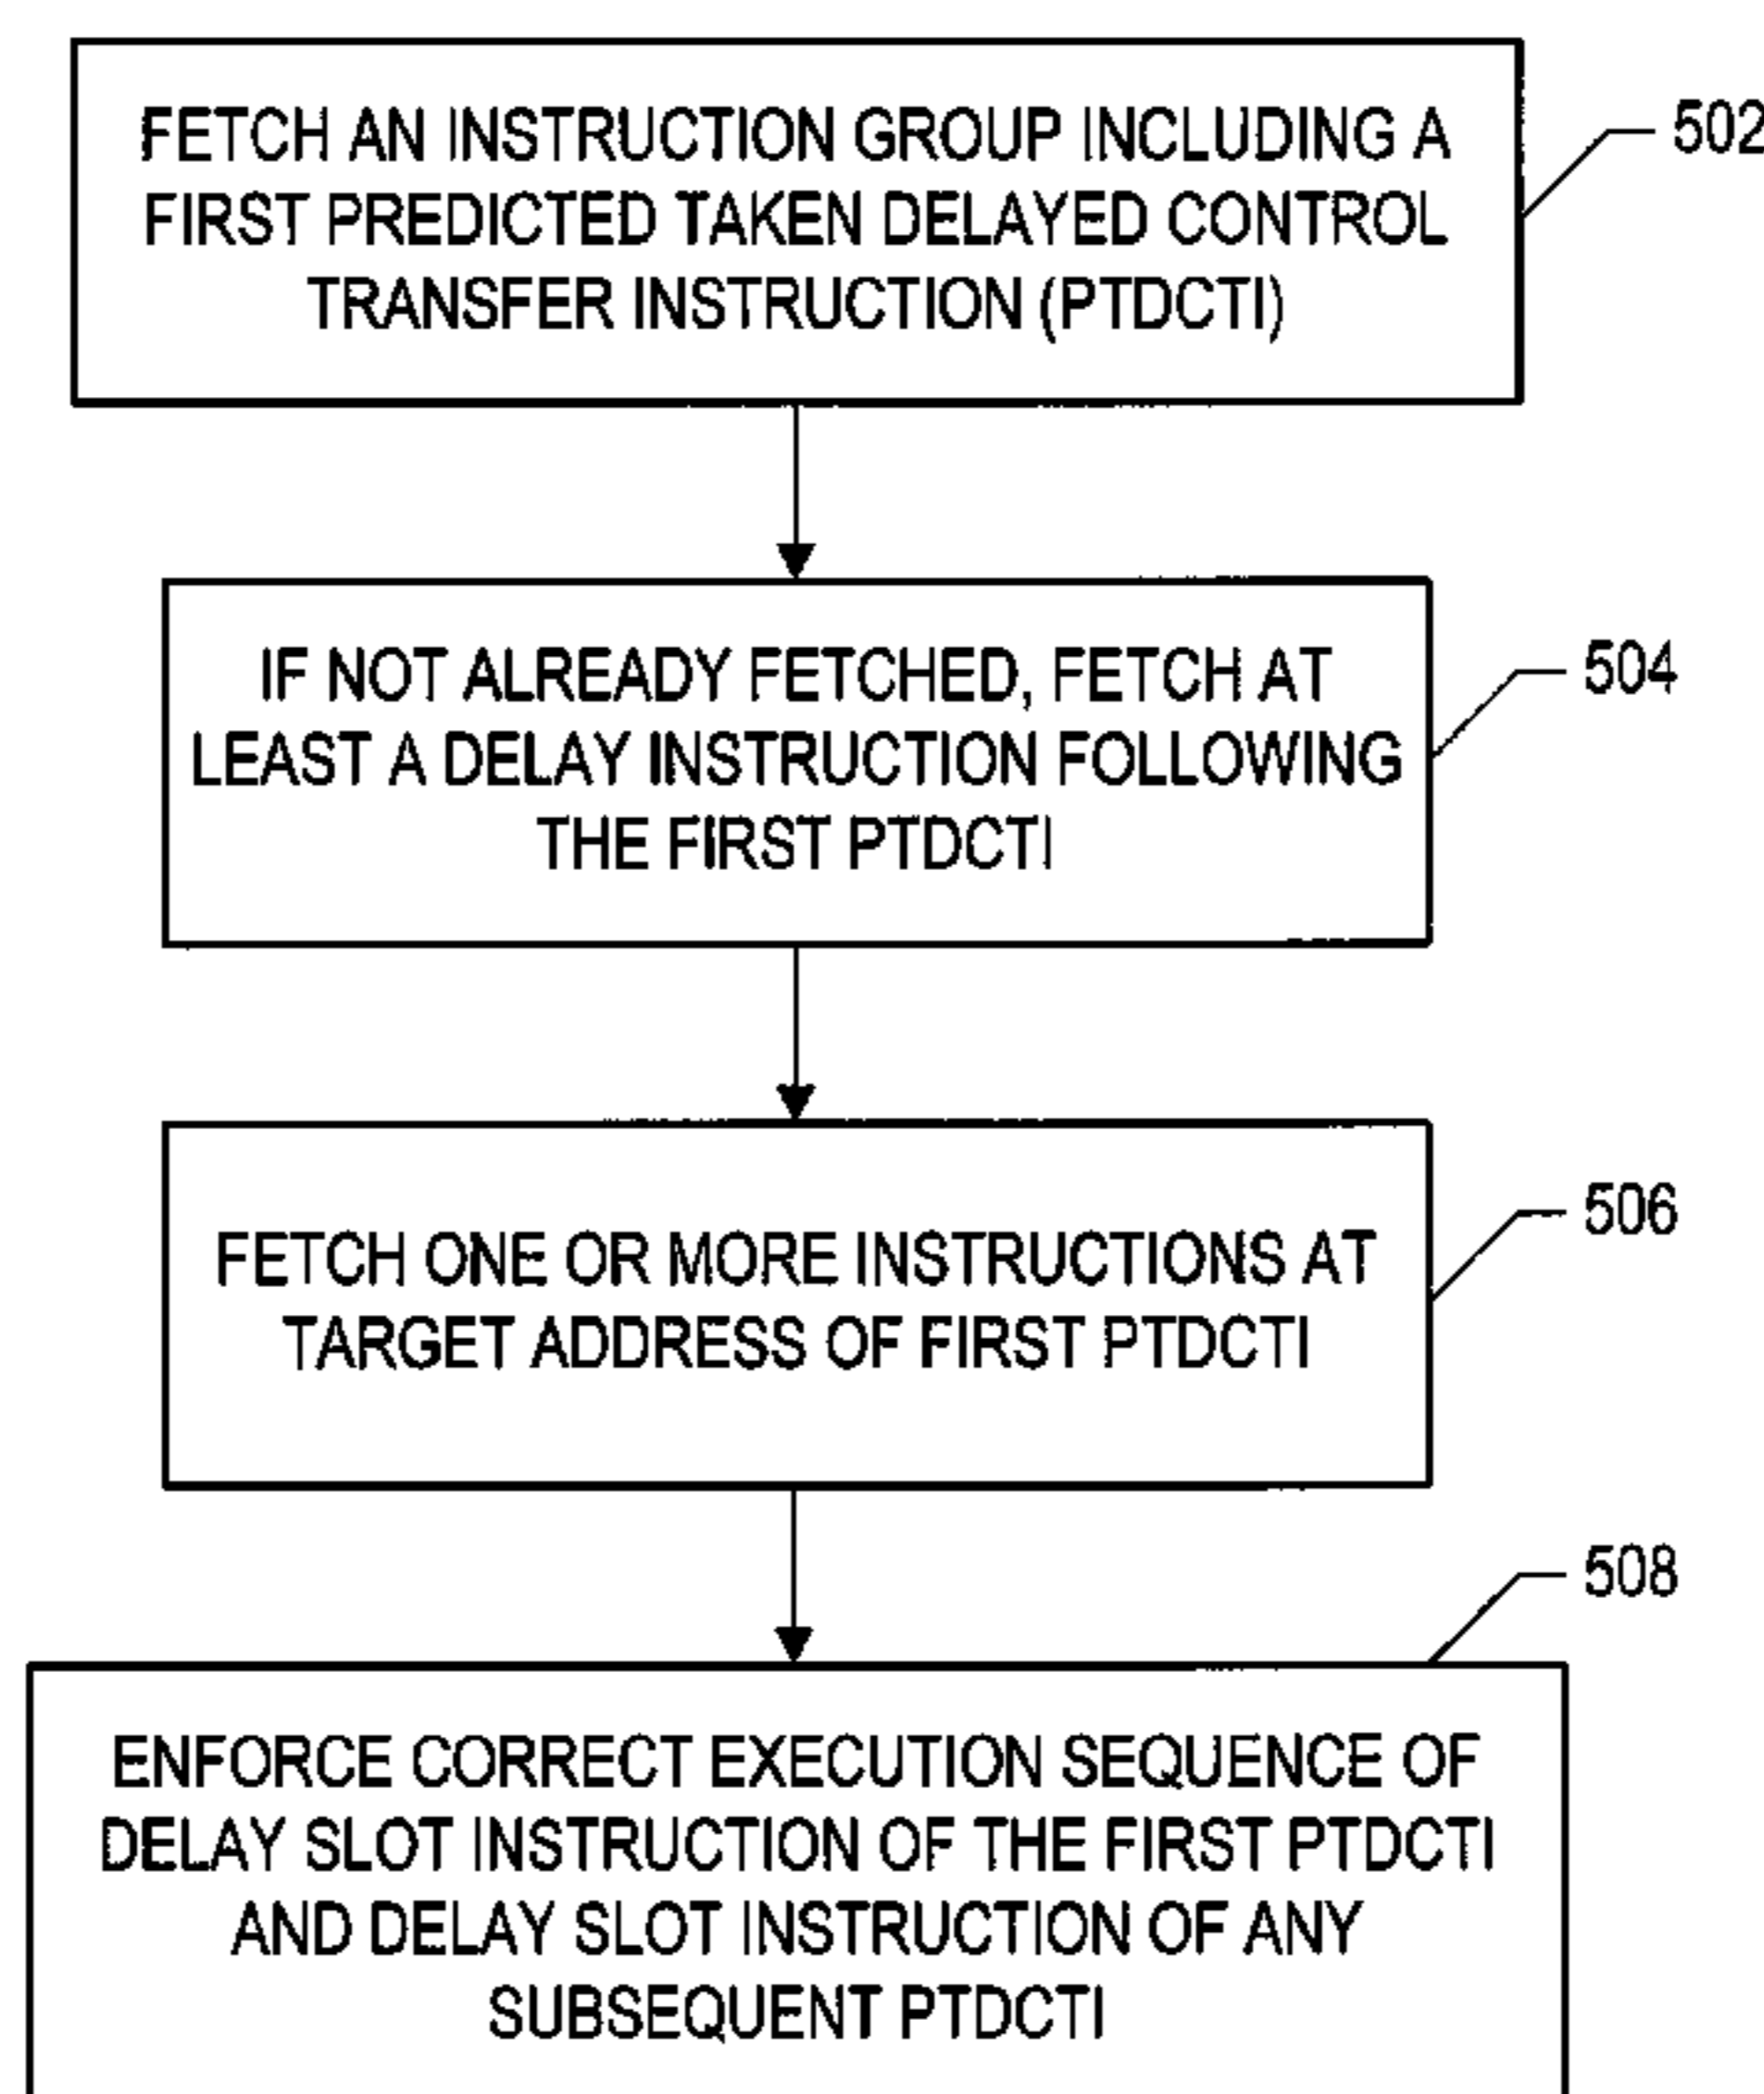 FETCH AN INSTRUCTION GROUP INCLUDING A
FIRST PREDICTED TAKEN DELAYED CONTROL
TRANSFER INSTRUCTION (PTDCTI)
502
IF NOT ALREADY FETCHED, FETCH AT
LEAST A DELAY INSTRUCTION FOLLOWING
THE FIRST PTDCTI
504
FETCH ONE OR MORE INSTRUCTIONS AT
TARGET ADDRESS OF FIRST PTDCTI
506
508
ENFORCE CORRECT EXECUTION SEQUENCE OF
DELAY SLOT INSTRUCTION OF THE FIRST PTDCTI
AND DELAY SLOT INSTRUCTION OF ANY
SUBSEQUENT PTDCTI